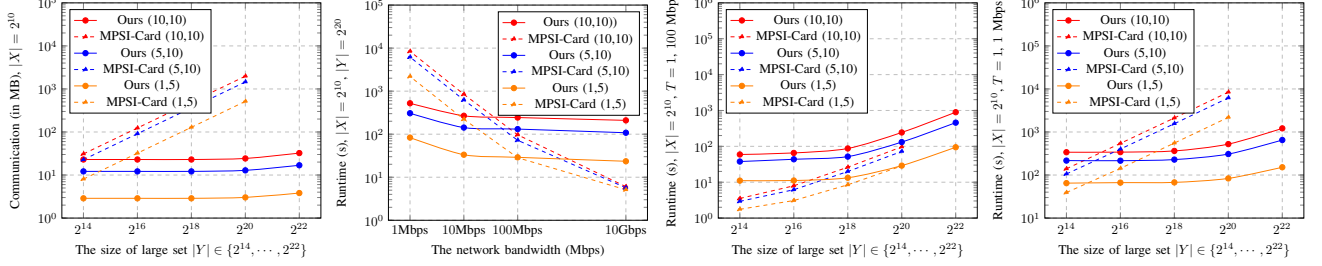 Communication (in MB), |X| = 2^10
10^5
10^4
10^3
10^2
10^1
10^0
Ours (10,10)
MPSI-Card (10,10)
Ours (5,10)
MPSI-Card (5,10)
Ours (1,5)
MPSI-Card (1,5)
2^14 2^16 2^18 2^20 2^22
The size of large set |Y| ∈ {2^14, ⋯ , 2^22}
Runtime (s), |X| = 2^10, |Y| = 2^20
10^5
10^4
10^3
10^2
10^1
10^0
Ours (10,10))
MPSI-Card (10,10)
Ours (5,10)
MPSI-Card (5,10)
Ours (1,5)
MPSI-Card (1,5)
1Mbps 10Mbps 100Mbps 10Gbps
The network bandwidth (Mbps)
Runtime (s), |X| = 2^10, T = 1, 100 Mbps
10^6
10^5
10^4
10^3
10^2
10^1
10^0
Ours (10,10)
MPSI-Card (10,10)
Ours (5,10)
MPSI-Card (5,10)
Ours (1,5)
MPSI-Card (1,5)
2^14 2^16 2^18 2^20 2^22
The size of large set |Y| ∈ {2^14, ⋯ , 2^22}
Runtime (s), |X| = 2^10, T = 1, 1 Mbps
10^6
10^5
10^4
10^3
10^2
10^1
10^0
Ours (10,10)
MPSI-Card (10,10)
Ours (5,10)
MPSI-Card (5,10)
Ours (1,5)
MPSI-Card (1,5)
2^14 2^16 2^18 2^20 2^22
The size of large set |Y| ∈ {2^14, ⋯ , 2^22}